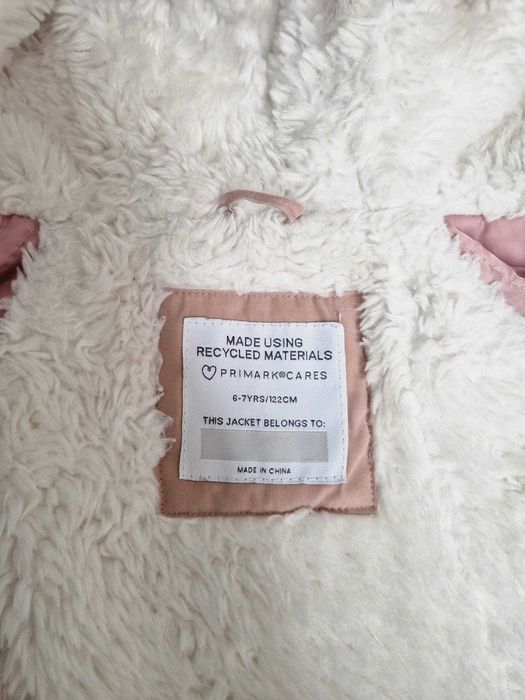 MADE USING
RECYCLED MATERIALS
PRIMARK®CARES
6-7YRS/122CM
THIS JACKET BELONGS TO:
MADE IN CHINA